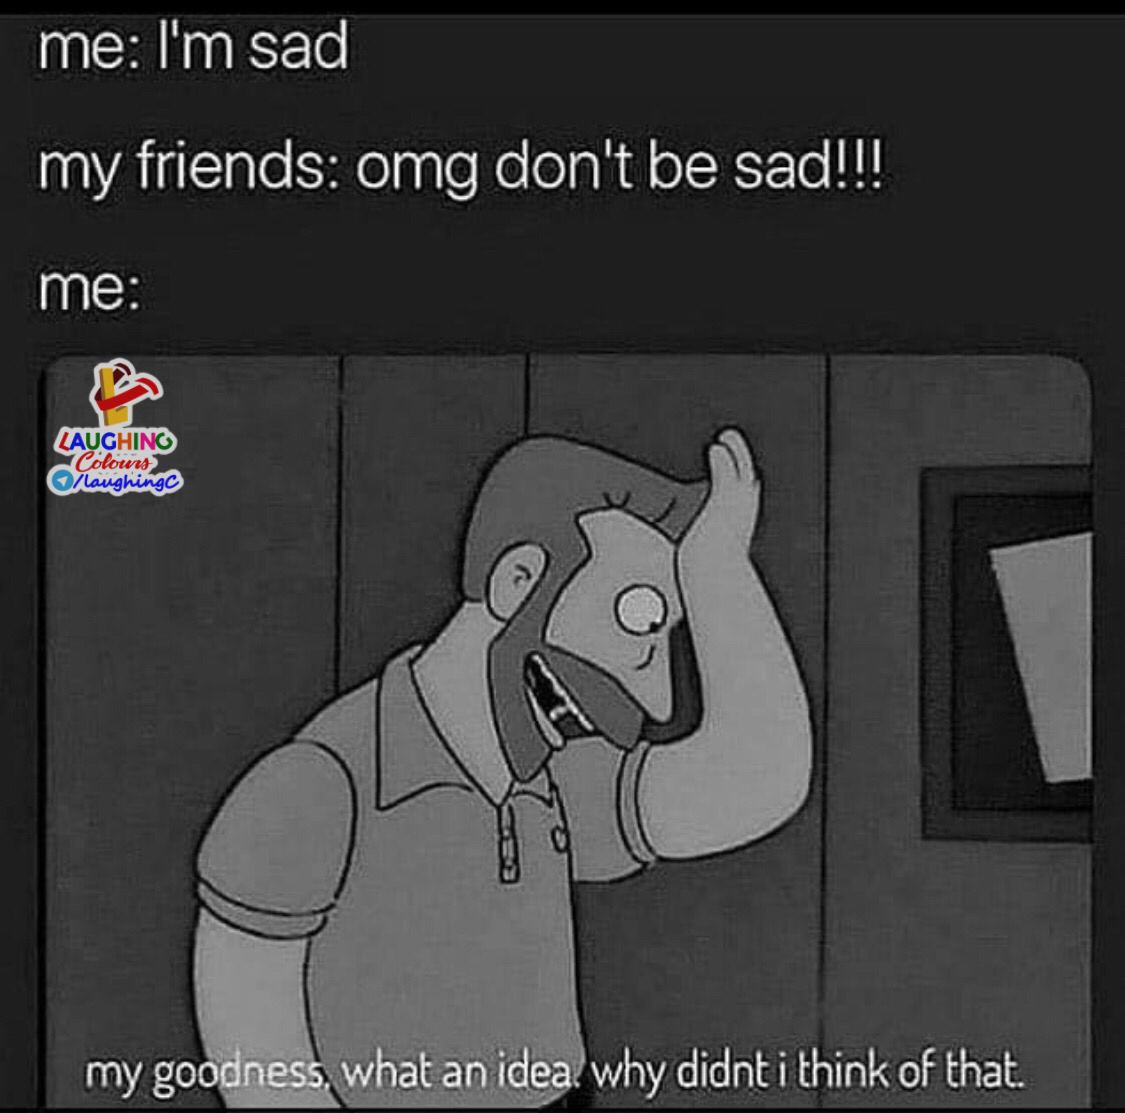 me: I'm sad
my friends: omg don't be sad!!!
me:
LAUGHING
Colours
/laughingC
my goodness, what an idea. why didnt i think of that.